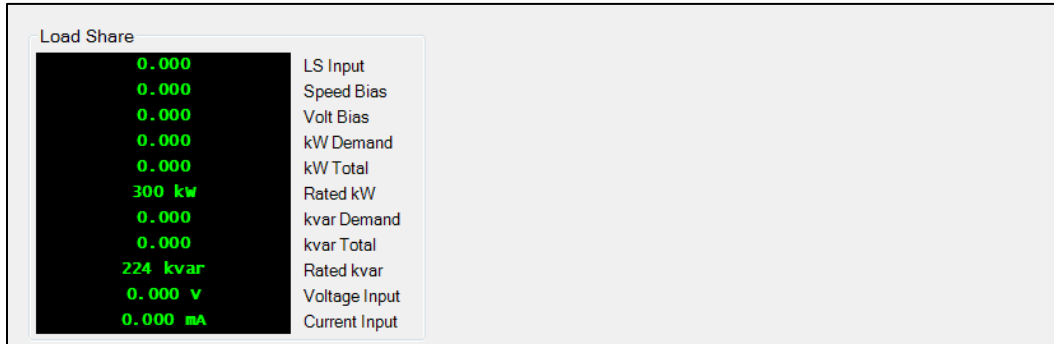 Load Share
0.000 LS Input
0.000 Speed Bias
0.000 Volt Bias
0.000 kW Demand
0.000 kW Total
300 kW Rated kW
0.000 kvar Demand
0.000 kvar Total
224 kvar Rated kvar
0.000 V Voltage Input
0.000 mA Current Input